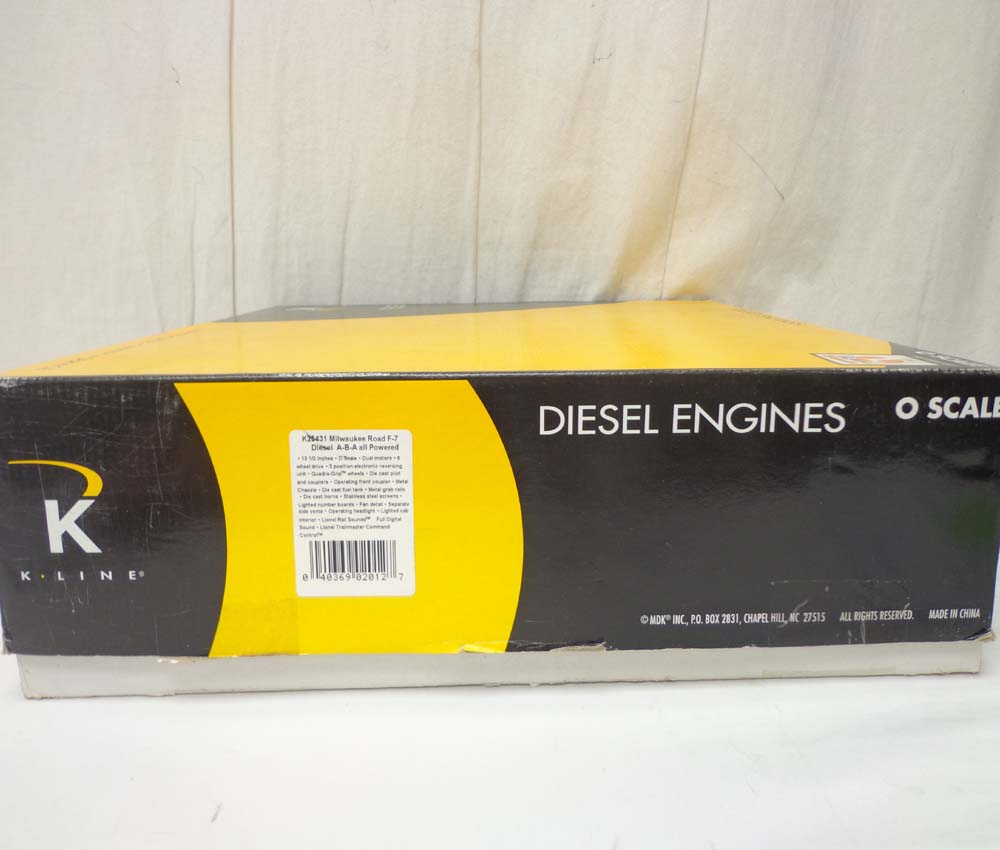 DIESEL ENGINES
O SCALE
K25431 Milwaukee Road F-7
Diesel A-B-A all Powered
• 13 1/2 Inches • O Scale • Dual motors • 8
wheel drive • 3 position electronic reversing
unit • Quadra-Grip™ wheels • Die cast pilot
and couplers • Operating front coupler • Metal
Chassis • Die cast fuel tank • Metal grab rails
• Die cast horns • Stainless steel screens •
Lighted number boards • Fan detail • Separate
side vents • Operating headlight • Lighted cab
interior • Lionel Rail Sounds™ Full Digital
Sound • Lionel Trainmaster Command
Control™
0 40369 02012 7
K
K·LINE®
© MDK® INC., P.O. BOX 2831, CHAPEL HILL, NC 27515 ALL RIGHTS RESERVED. MADE IN CHINA